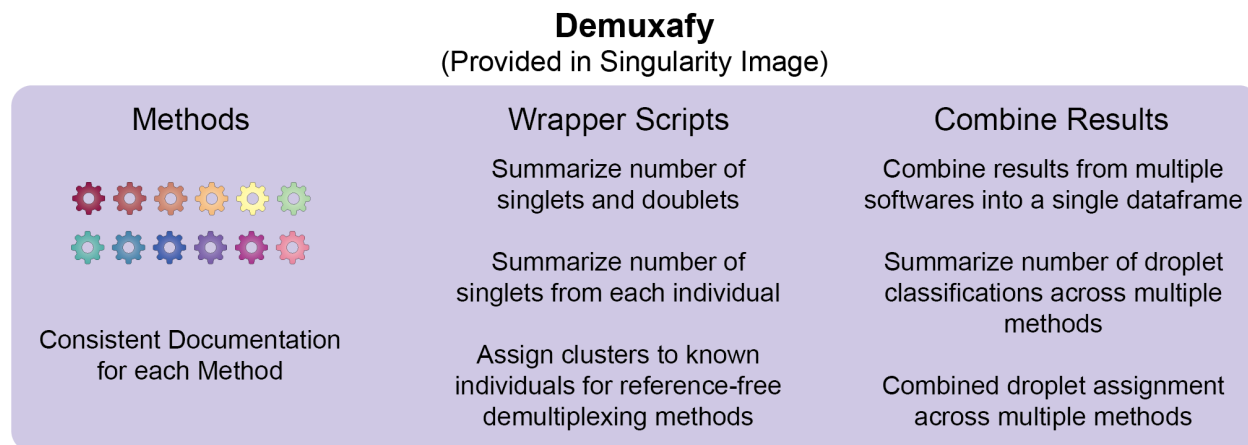 Demuxafy
(Provided in Singularity Image)
Methods
Consistent Documentation
for each Method
Wrapper Scripts
Summarize number of
singlets and doublets
Summarize number of
singlets from each individual
Assign clusters to known
individuals for reference-free
demultiplexing methods
Combine Results
Combine results from multiple
softwares into a single dataframe
Summarize number of droplet
classifications across multiple
methods
Combined droplet assignment
across multiple methods